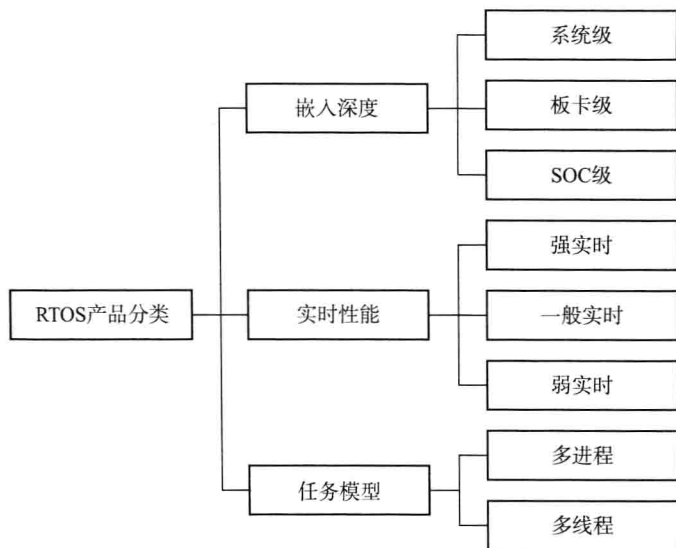 RTOS产品分类
嵌入深度
系统级
板卡级
SOC级
实时性能
强实时
一般实时
弱实时
任务模型
多进程
多线程